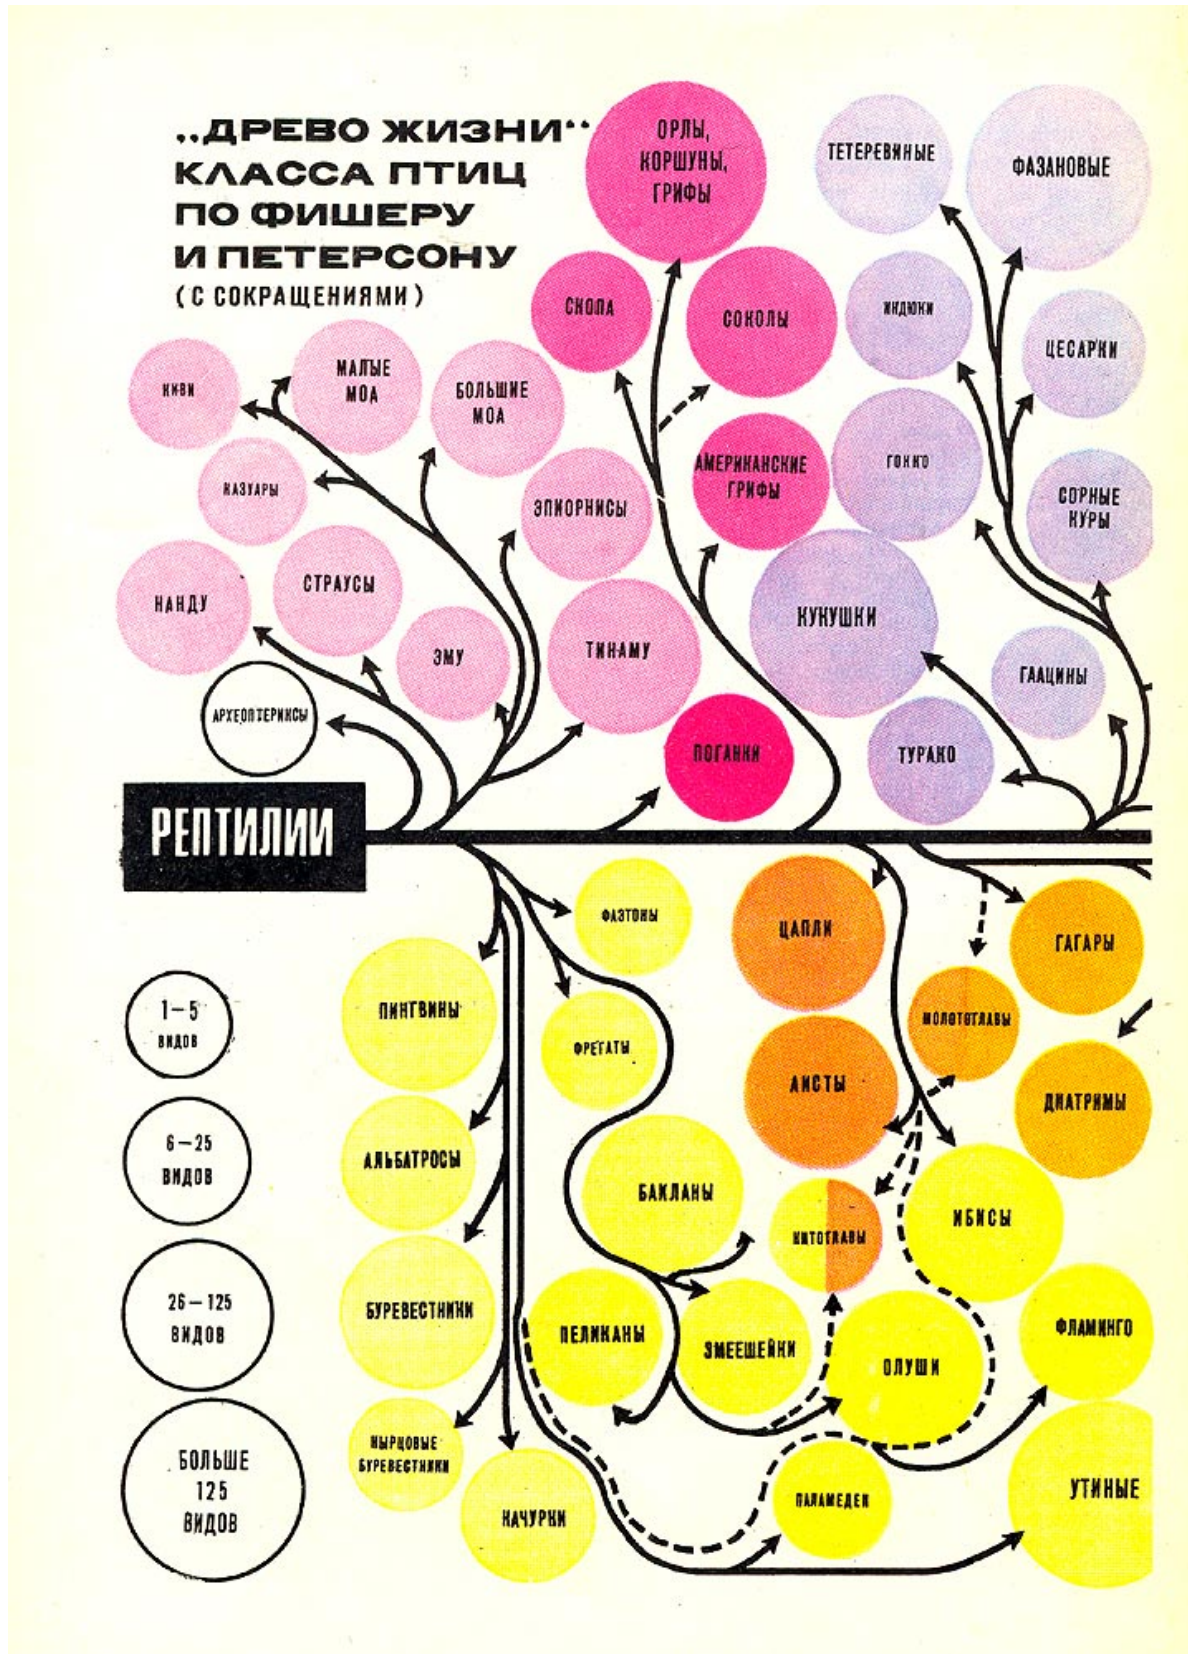 „ДРЕВО ЖИЗНИ“
КЛАССА ПТИЦ
ПО ФИШЕРУ
И ПЕТЕРСОНУ
(С СОКРАЩЕНИЯМИ)
ОРЛЫ,
КОРШУНЫ,
ГРИФЫ
ТЕТЕРЕВИНЫЕ
ФАЗАНОВЫЕ
СКОПА
СОКОЛЫ
ИНДЮКИ
ЦЕСАРКИ
КИВИ
МАЛЫЕ
МОА
БОЛЬШИЕ
МОА
КАЗУАРЫ
ЭПИОРНИСЫ
АМЕРИКАНСКИЕ
ГРИФЫ
ГОККО
СОРНЫЕ
КУРЫ
НАНДУ
СТРАУСЫ
ЭМУ
ТИНАМУ
КУКУШКИ
ГААЦИНЫ
АРХЕОПТЕРИКСЫ
ПОГАНКИ
ТУРАКО
РЕПТИЛИИ
ФАЭТОНЫ
ЦАПЛИ
ГАГАРЫ
1–5
ВИДОВ
ПИНГВИНЫ
ФРЕГАТЫ
МОЛОТОГЛАВЫ
АИСТЫ
ДИАТРИМЫ
6–25
ВИДОВ
АЛЬБАТРОСЫ
БАКЛАНЫ
КИТОГЛАВЫ
ИБИСЫ
26–125
ВИДОВ
БУРЕВЕСТНИКИ
ПЕЛИКАНЫ
ЗМЕЕШЕЙКИ
ОЛУШИ
ФЛАМИНГО
БОЛЬШЕ
125
ВИДОВ
НЫРЦОВЫЕ
БУРЕВЕСТНИКИ
КАЧУРКИ
ПАЛАМЕДЕИ
УТИНЫЕ